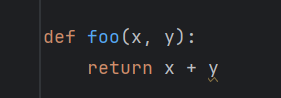 def foo(x, y):
    return x + y